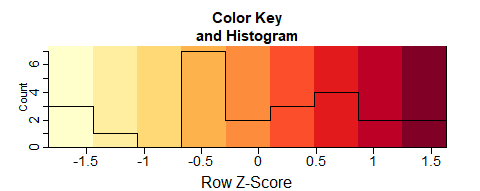 Color Key
and Histogram
Count
0 2 4 6
-1.5 -1 -0.5 0 0.5 1 1.5
Row Z-Score